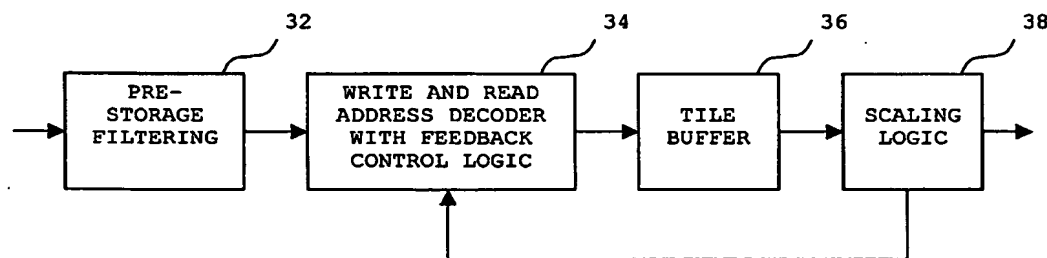 32
34
36
38
PRE-
STORAGE
FILTERING
WRITE AND READ
ADDRESS DECODER
WITH FEEDBACK
CONTROL LOGIC
TILE
BUFFER
SCALING
LOGIC